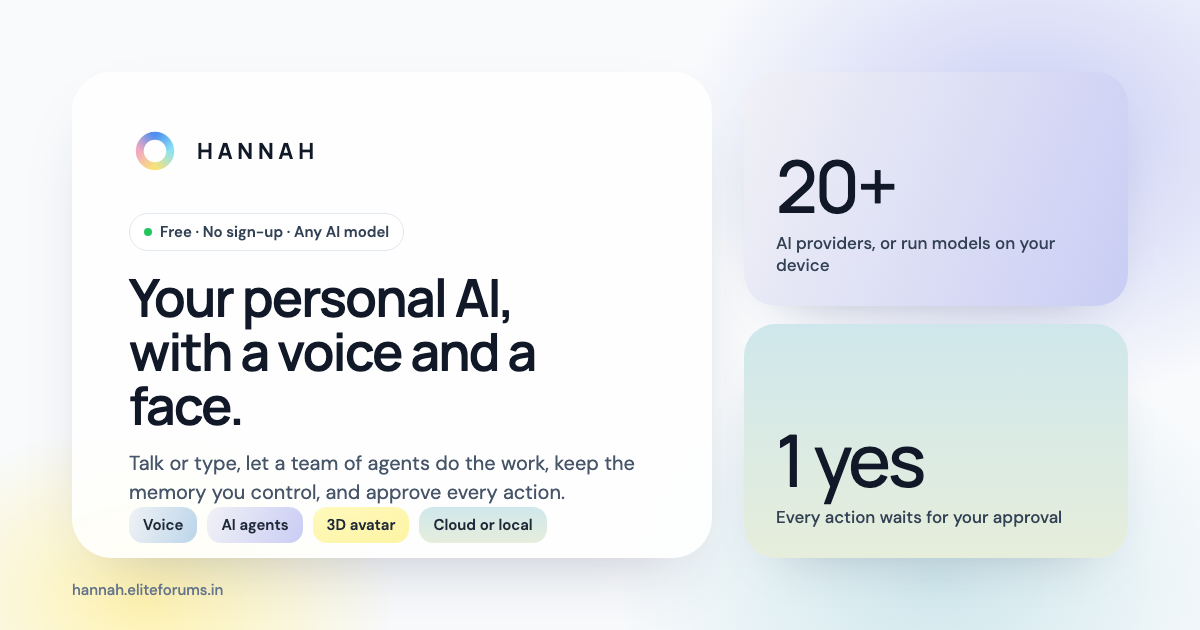 HANNAH
Free · No sign-up · Any AI model
Your personal AI,
with a voice and a
face.
Talk or type, let a team of agents do the work, keep the
memory you control, and approve every action.
Voice
AI agents
3D avatar
Cloud or local
20+
AI providers, or run models on your
device
1 yes
Every action waits for your approval
hannah.eliteforums.in